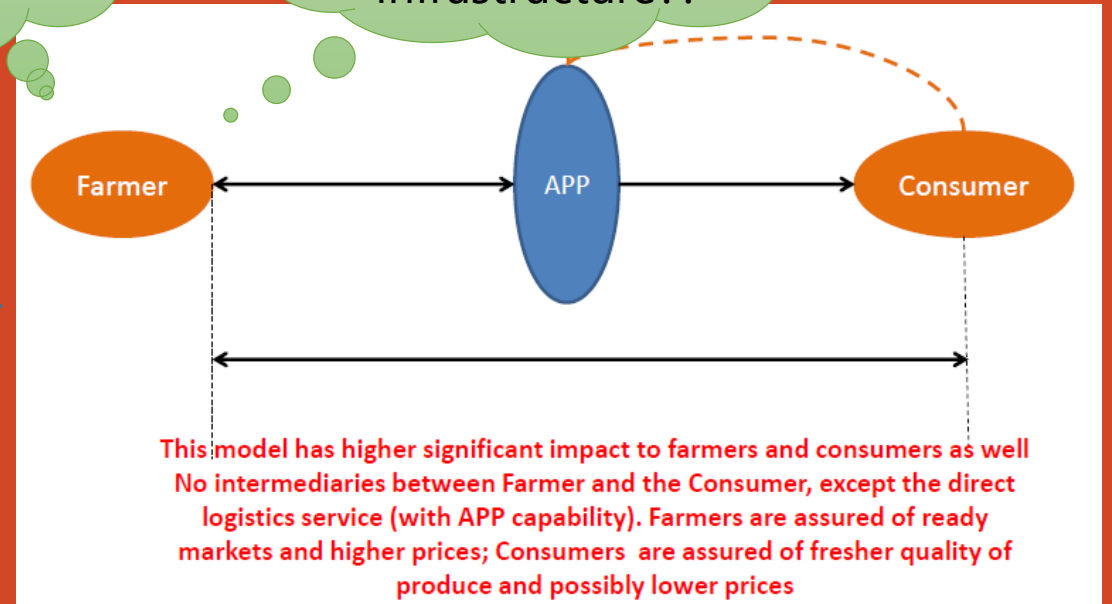 infrastructure??
Farmer
APP
Consumer
This model has higher significant impact to farmers and consumers as well
No intermediaries between Farmer and the Consumer, except the direct
logistics service (with APP capability). Farmers are assured of ready
markets and higher prices; Consumers are assured of fresher quality of
produce and possibly lower prices